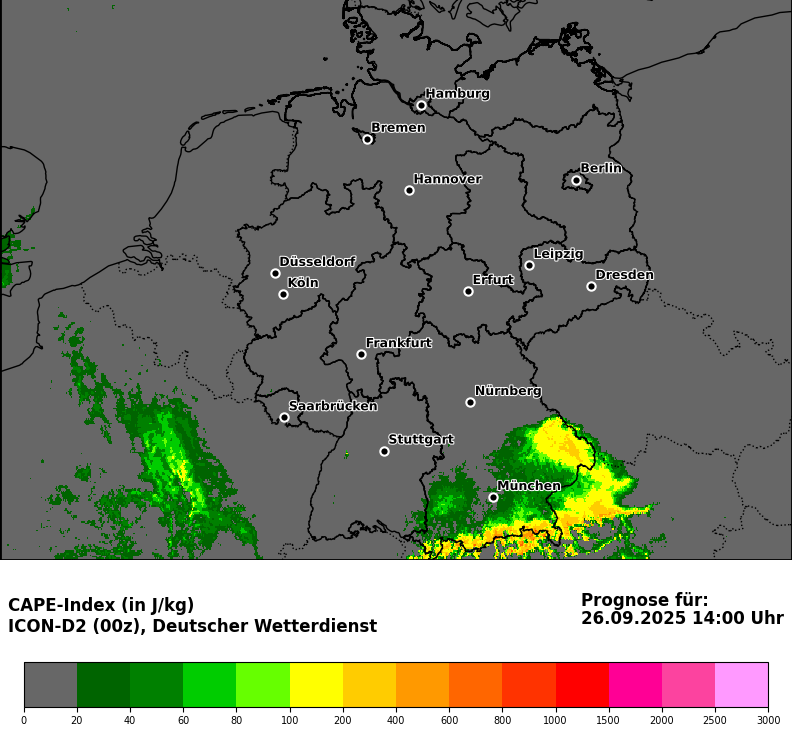 Hamburg
Bremen
Berlin
Hannover
Leipzig
Düsseldorf
Dresden
Köln
Erfurt
Frankfurt
Nürnberg
Saarbrücken
Stuttgart
München
CAPE-Index (in J/kg)
ICON-D2 (00z), Deutscher Wetterdienst
Prognose für:
26.09.2025 14:00 Uhr
0 20 40 60 80 100 200 400 600 800 1000 1500 2000 2500 3000